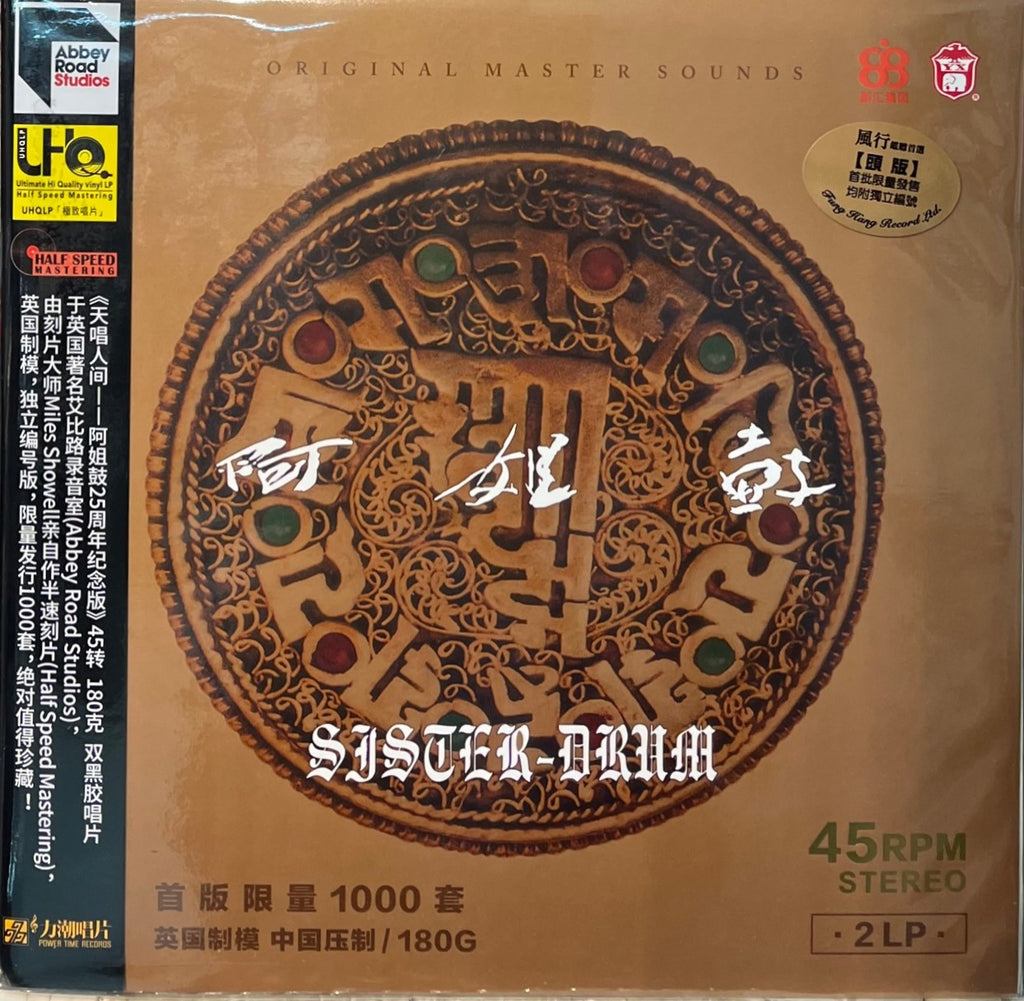 Abbey
Road
Studios
UHQLP
Ultimate Hi Quality vinyl LP
Half Speed Mastering
UHQLP「極致唱片」
HALF SPEED
MASTERING
《天唱人间——阿姐鼓25周年纪念版》45转 180克 双黑胶唱片
于英国著名艾比路录音室(Abbey Road Studios)，
由刻片大师Miles Showell亲自作半速刻片(Half Speed Mastering)，
英国制模，独立编号版，限量发行1000套，绝对值得珍藏！
力潮唱片
POWER TIME RECORDS
ORIGINAL MASTER SOUNDS
風行
【頭版】
首批限量發售
均附獨立編號
Fung Hang Record Ltd.
阿姐鼓
SISTER-DRUM
首版限量1000套
英国制模 中国压制/180G
45RPM
STEREO
·2LP·